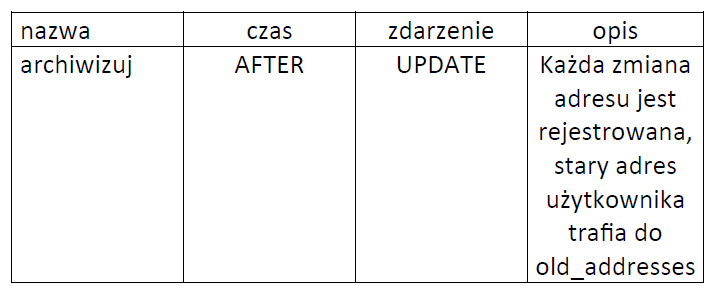 nazwa czas zdarzenie opis
archiwizuj AFTER UPDATE Każda zmiana
adresu jest
rejestrowana,
stary adres
użytkownika
trafia do
old_addresses